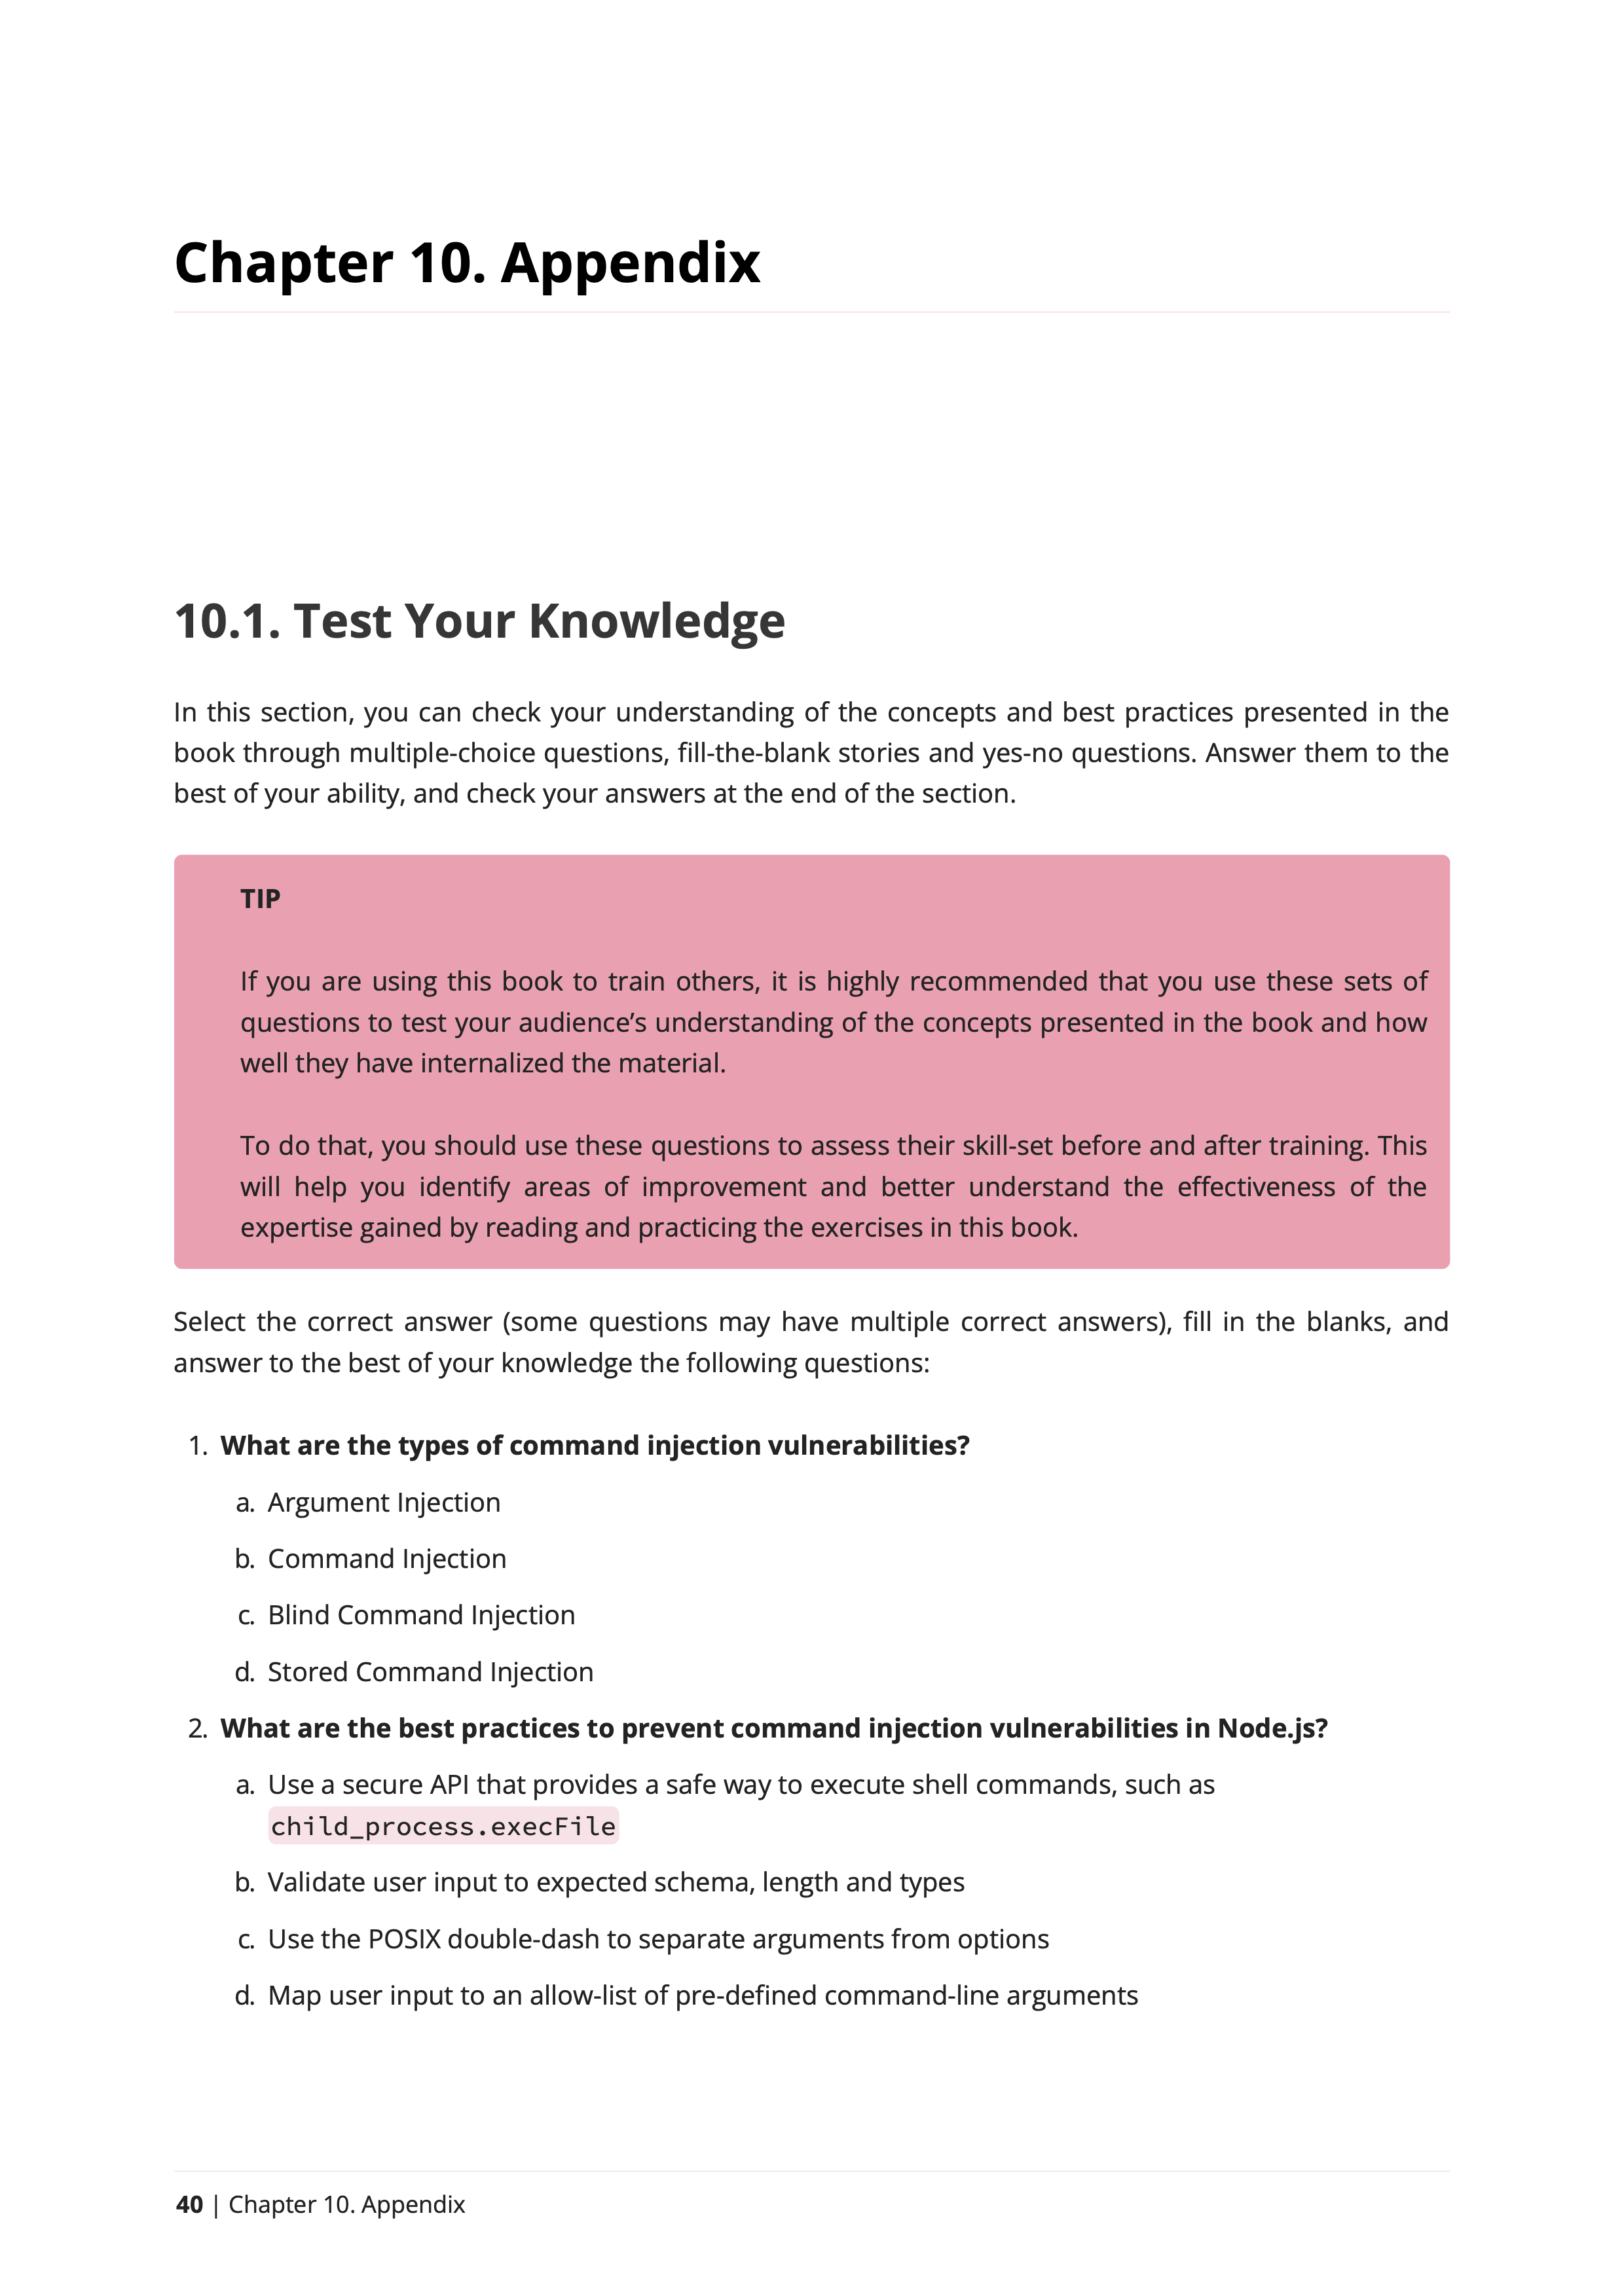 Chapter 10. Appendix
10.1. Test Your Knowledge
In this section, you can check your understanding of the concepts and best practices presented in the
book through multiple-choice questions, fill-the-blank stories and yes-no questions. Answer them to the
best of your ability, and check your answers at the end of the section.
TIP
If you are using this book to train others, it is highly recommended that you use these sets of
questions to test your audience’s understanding of the concepts presented in the book and how
well they have internalized the material.
To do that, you should use these questions to assess their skill-set before and after training. This
will help you identify areas of improvement and better understand the effectiveness of the
expertise gained by reading and practicing the exercises in this book.
Select the correct answer (some questions may have multiple correct answers), fill in the blanks, and
answer to the best of your knowledge the following questions:
1. What are the types of command injection vulnerabilities?
a. Argument Injection
b. Command Injection
c. Blind Command Injection
d. Stored Command Injection
2. What are the best practices to prevent command injection vulnerabilities in Node.js?
a. Use a secure API that provides a safe way to execute shell commands, such as
child_process.execFile
b. Validate user input to expected schema, length and types
c. Use the POSIX double-dash to separate arguments from options
d. Map user input to an allow-list of pre-defined command-line arguments
40 | Chapter 10. Appendix